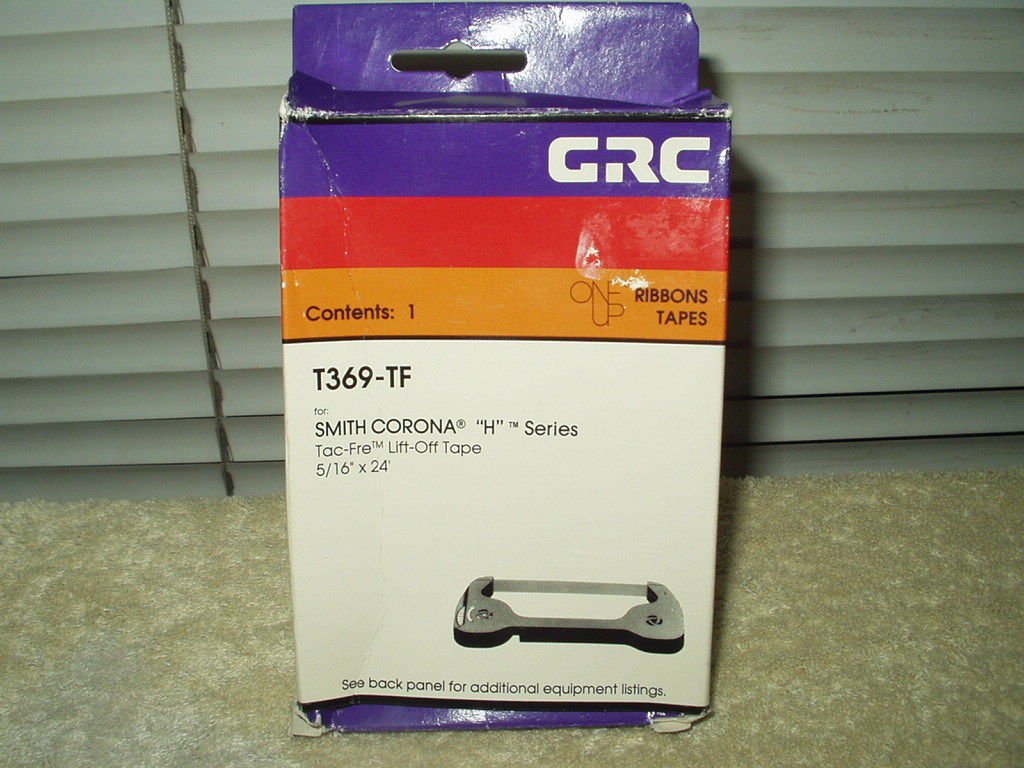 GRC
ONE
UP
RIBBONS
TAPES
Contents: 1
T369-TF
for:
SMITH CORONA® "H"™ Series
Tac-Fre™ Lift-Off Tape
5/16" x 24'
See back panel for additional equipment listings.